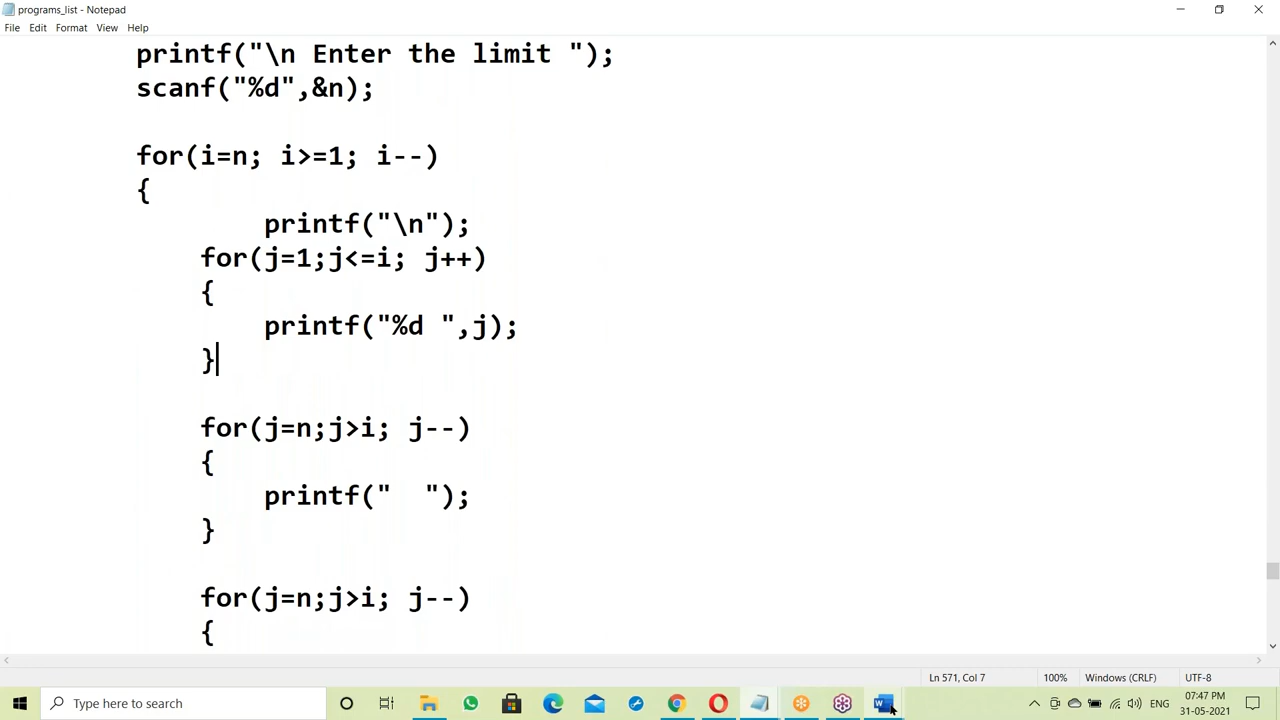 programs_list - Notepad
File Edit Format View Help
printf("\n Enter the limit ");
scanf("%d",&n);
for(i=n; i>=1; i--)
{
printf("\n");
for(j=1;j<=i; j++)
{
printf("%d ",j);
}
for(j=n;j>i; j--)
{
printf("  ");
}
for(j=n;j>i; j--)
{
Ln 571, Col 7 100% Windows (CRLF) UTF-8
Type here to search
ENG
07:47 PM
31-05-2021